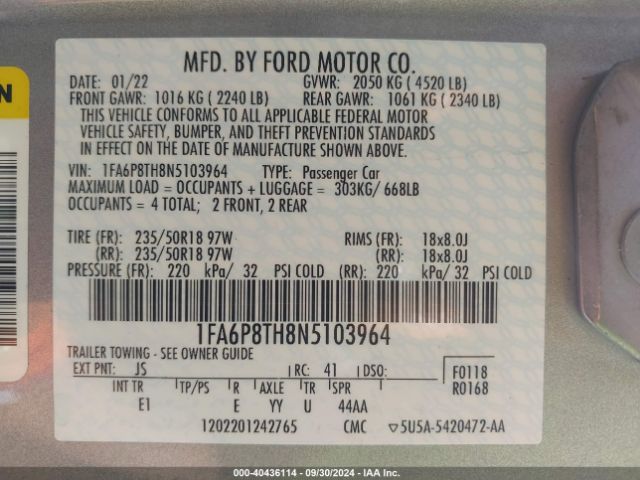 N
MFD. BY FORD MOTOR CO.
DATE: 01/22 GVWR: 2050 KG ( 4520 LB)
FRONT GAWR: 1016 KG ( 2240 LB) REAR GAWR: 1061 KG ( 2340 LB)
THIS VEHICLE CONFORMS TO ALL APPLICABLE FEDERAL MOTOR
VEHICLE SAFETY, BUMPER, AND THEFT PREVENTION STANDARDS
IN EFFECT ON THE DATE OF MANUFACTURE SHOWN ABOVE.
VIN: 1FA6P8TH8N5103964 TYPE: Passenger Car
MAXIMUM LOAD = OCCUPANTS + LUGGAGE = 303KG/ 668LB
OCCUPANTS = 4 TOTAL; 2 FRONT, 2 REAR
TIRE (FR): 235/50R18 97W RIMS (FR): 18x8.0J
(RR): 235/50R18 97W (RR): 18x8.0J
PRESSURE (FR): 220 kPa/ 32 PSI COLD (RR): 220 kPa/ 32 PSI COLD
1FA6P8TH8N5103964
TRAILER TOWING - SEE OWNER GUIDE
EXT PNT: JS RC: 41 DSO: F0118
INT TR TP/PS R AXLE TR SPR R0168
E1 E YY U 44AA
1202201242765 CMC ▽5U5A-5420472-AA
000-40436114 - 09/30/2024 - IAA Inc.